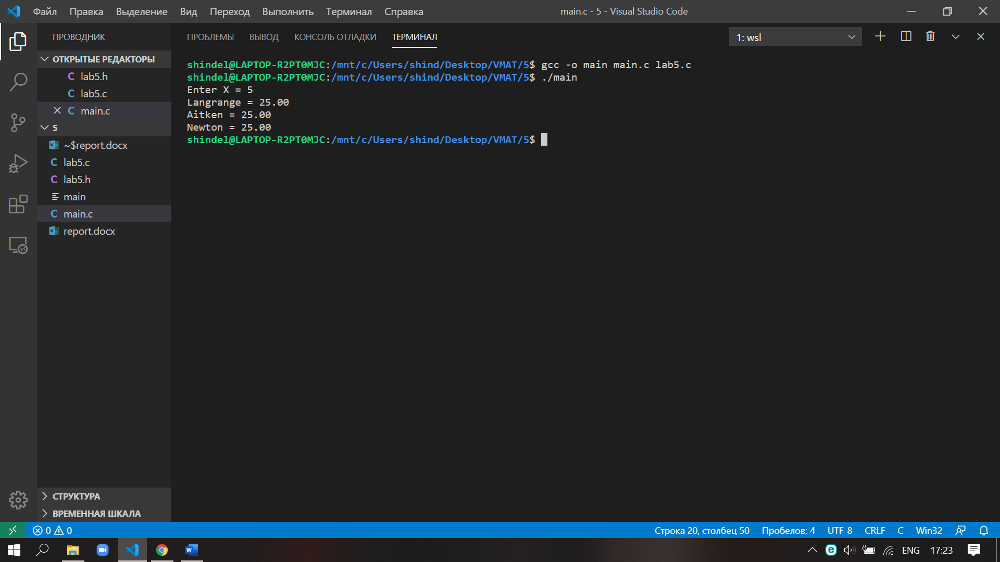 Файл Правка Выделение Вид Переход Выполнить Терминал Справка main.c - 5 - Visual Studio Code
ПРОВОДНИК
ОТКРЫТЫЕ РЕДАКТОРЫ
C lab5.h
C lab5.c
C main.c
5
~$report.docx
C lab5.c
C lab5.h
main
C main.c
report.docx
СТРУКТУРА
ВРЕМЕННАЯ ШКАЛА
ПРОБЛЕМЫ ВЫВОД КОНСОЛЬ ОТЛАДКИ ТЕРМИНАЛ 1: wsl
shindel@LAPTOP-R2PT0MJC:/mnt/c/Users/shind/Desktop/VMAT/5$ gcc -o main main.c lab5.c
shindel@LAPTOP-R2PT0MJC:/mnt/c/Users/shind/Desktop/VMAT/5$ ./main
Enter X = 5
Langrange = 25.00
Aitken = 25.00
Newton = 25.00
shindel@LAPTOP-R2PT0MJC:/mnt/c/Users/shind/Desktop/VMAT/5$
0 0 Строка 20, столбец 50 Пробелов: 4 UTF-8 CRLF C Win32
ENG 17:23